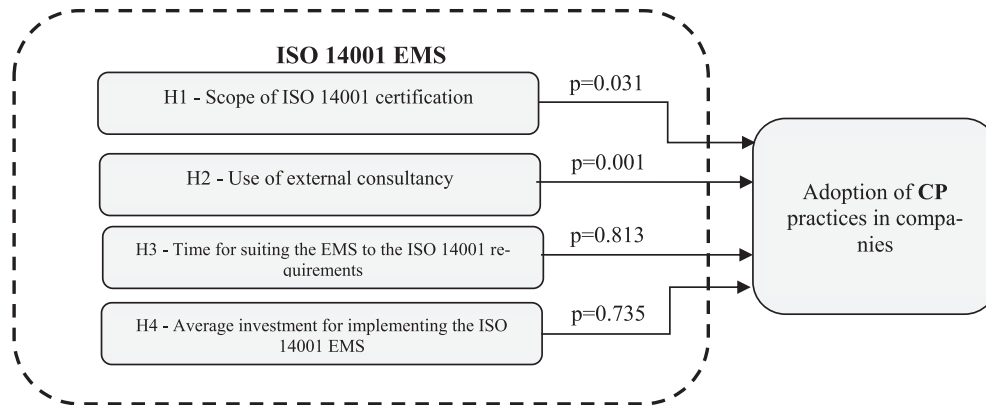 ISO 14001 EMS
H1 - Scope of ISO 14001 certification
p=0.031
H2 - Use of external consultancy
p=0.001
H3 - Time for suiting the EMS to the ISO 14001 re-
quirements
p=0.813
H4 - Average investment for implementing the ISO
14001 EMS
p=0.735
Adoption of CP
practices in compa-
nies